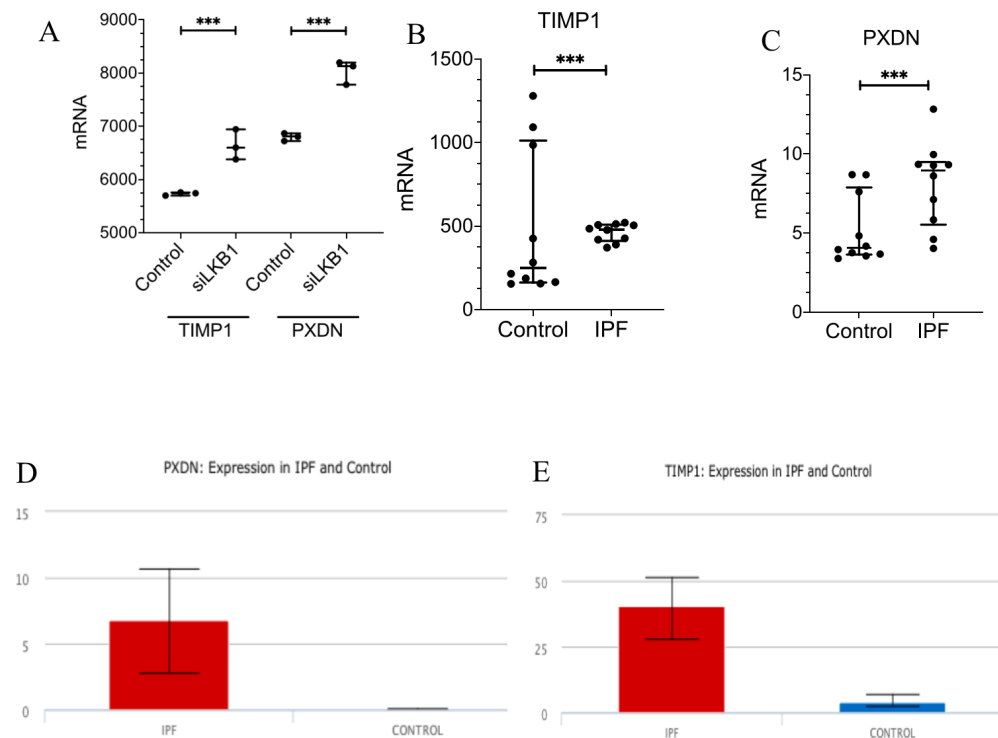 A
mRNA
9000
8000
7000
6000
5000
***
***
Control
siLKB1
Control
siLKB1
TIMP1
PXDN
B
TIMP1
mRNA
1500
1000
500
0
***
Control
IPF
C
PXDN
mRNA
15
10
5
0
***
Control
IPF
D
PXDN: Expression in IPF and Control
15
10
5
0
IPF
CONTROL
E
TIMP1: Expression in IPF and Control
75
50
25
0
IPF
CONTROL